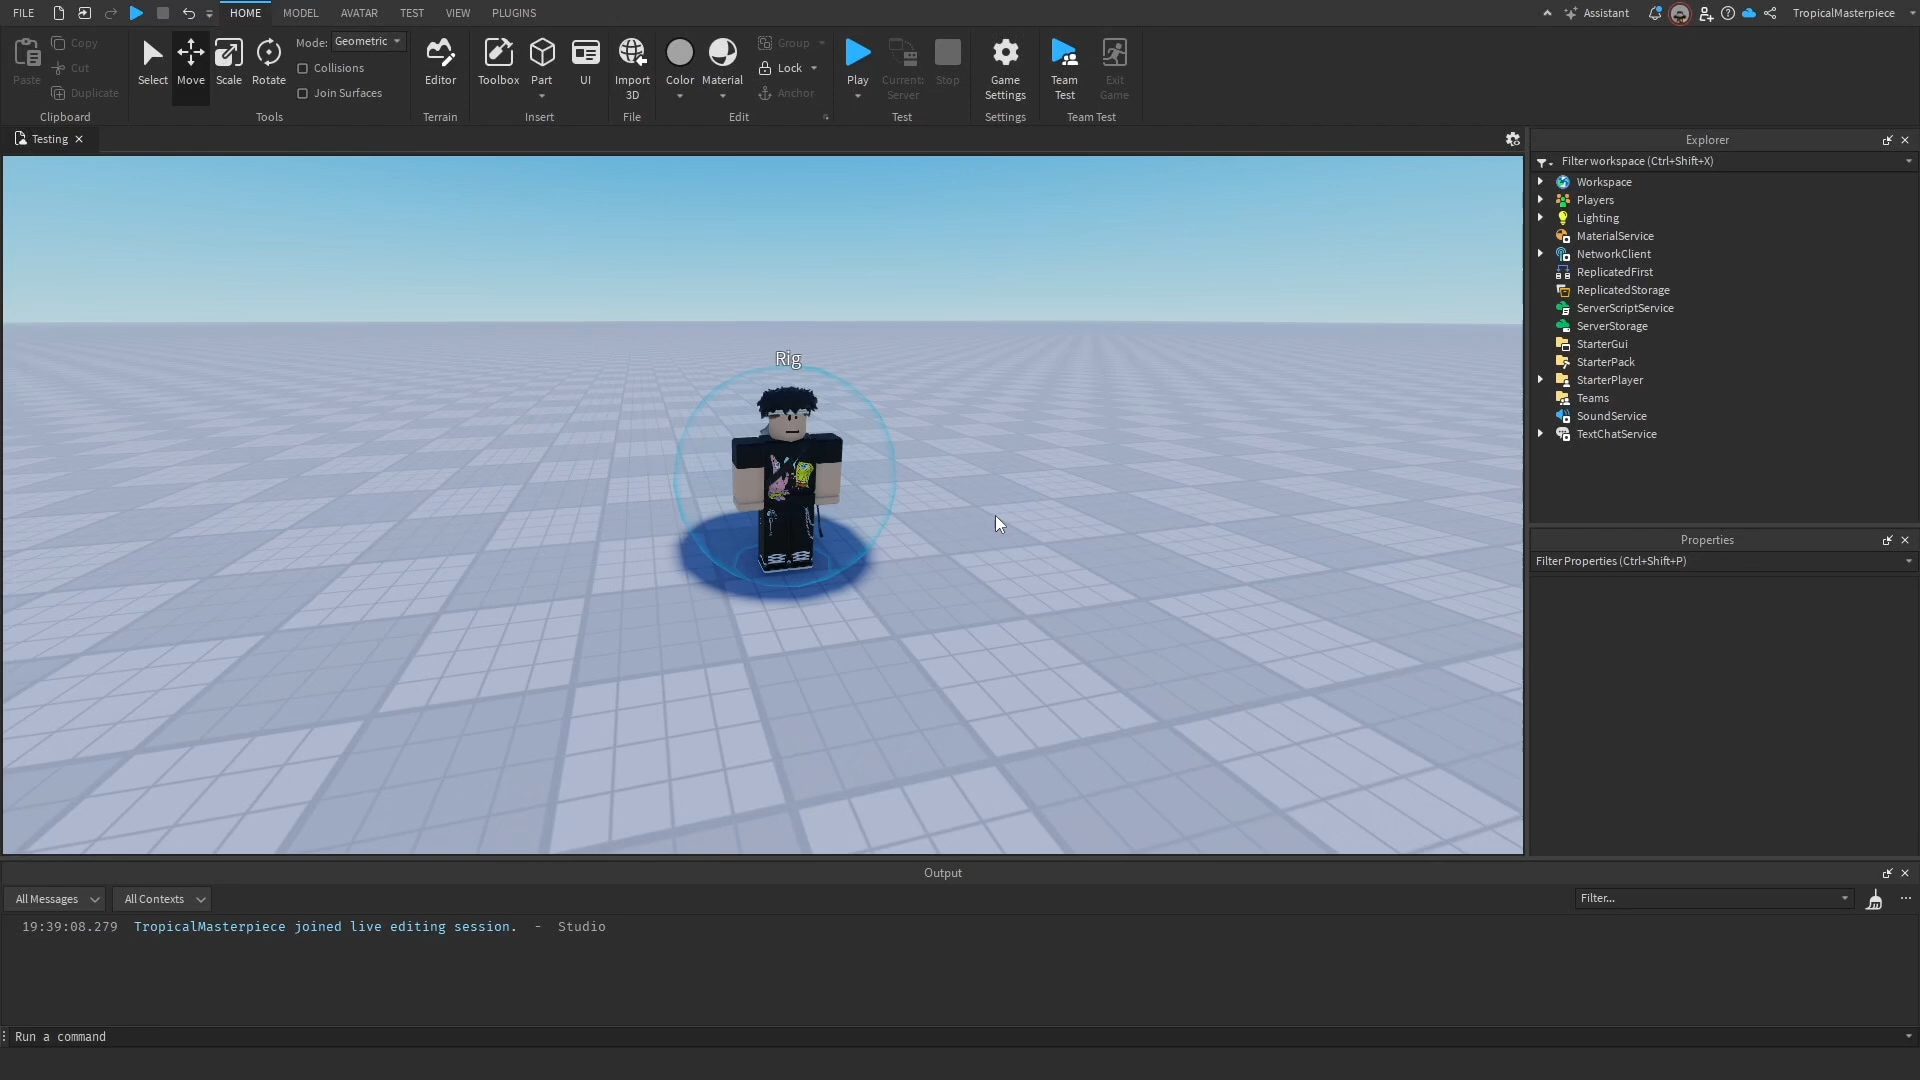 FILE HOME MODEL AVATAR TEST VIEW PLUGINS Assistant TropicalMasterpiece
Paste
Copy
Cut
Duplicate
Clipboard
Select
Move
Scale
Rotate
Mode: Geometric
Collisions
Join Surfaces
Tools
Editor
Terrain
Toolbox
Part
UI
Insert
Import
3D
File
Color
Material
Group
Lock
Anchor
Edit
Play
Current:
Server
Stop
Test
Game
Settings
Settings
Team
Test
Exit
Game
Team Test
Testing
Rig
Explorer
Filter workspace (Ctrl+Shift+X)
Workspace
Players
Lighting
MaterialService
NetworkClient
ReplicatedFirst
ReplicatedStorage
ServerScriptService
ServerStorage
StarterGui
StarterPack
StarterPlayer
Teams
SoundService
TextChatService
Properties
Filter Properties (Ctrl+Shift+P)
Output
All Messages
All Contexts
Filter...
19:39:08.279 TropicalMasterpiece joined live editing session. - Studio
Run a command